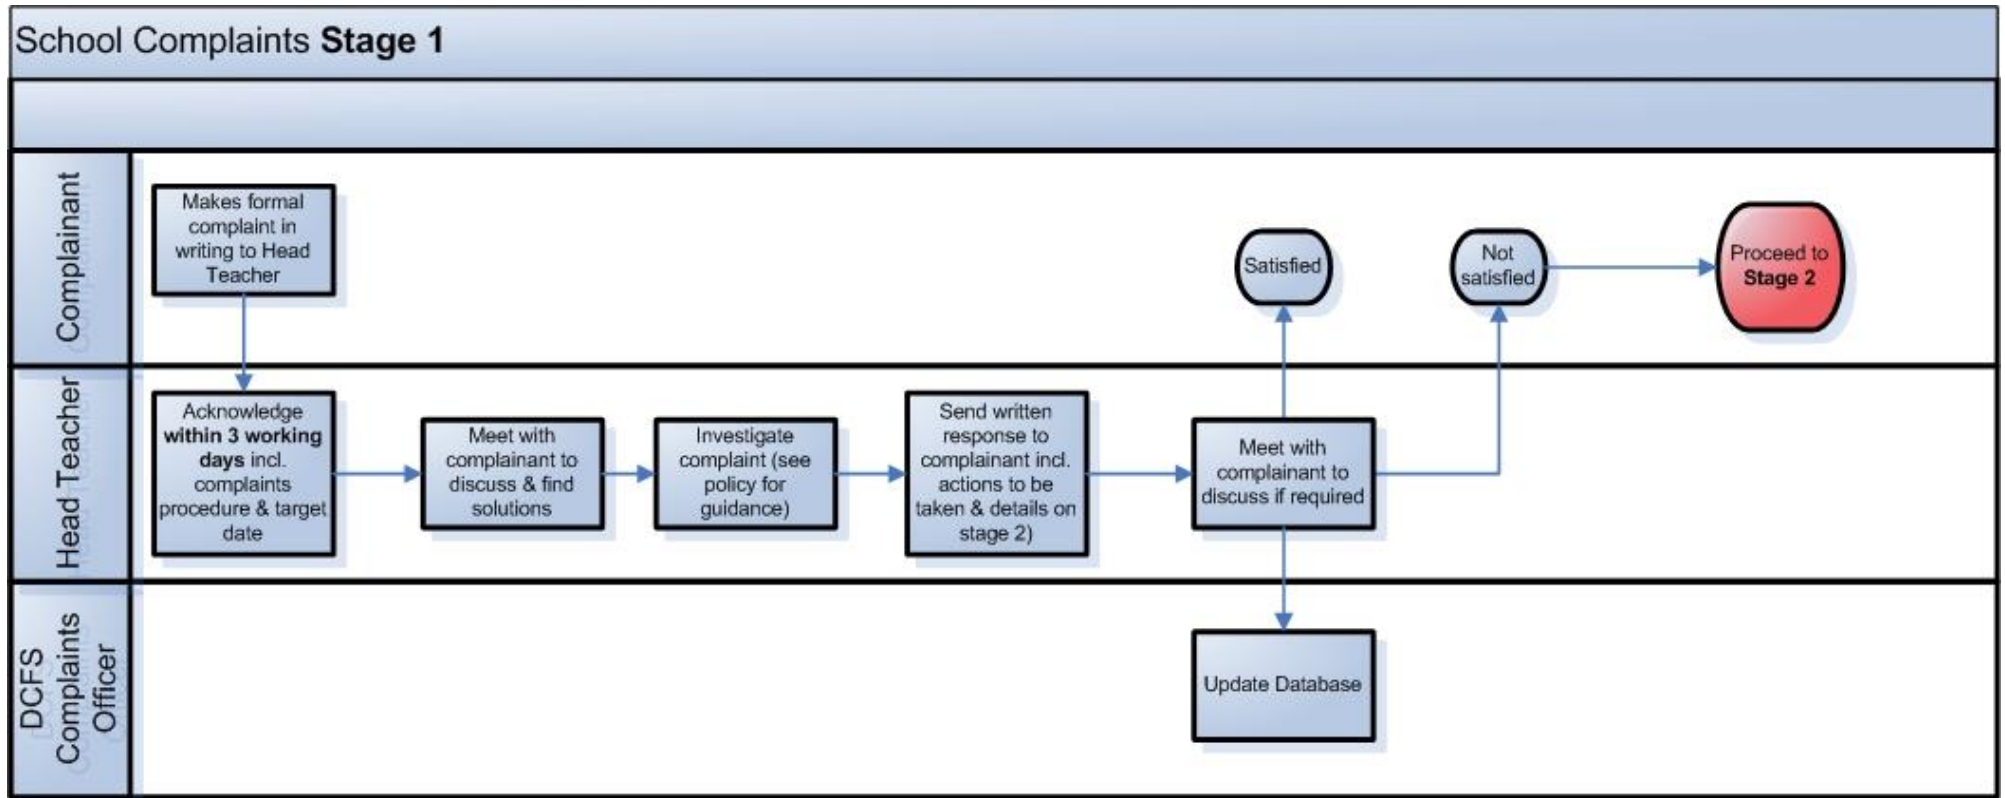 School Complaints Stage 1
Complainant
Makes formal
complaint in
writing to Head
Teacher
Satisfied
Not
satisfied
Proceed to
Stage 2
Head Teacher
Acknowledge
within 3 working
days incl.
complaints
procedure & target
date
Meet with
complainant to
discuss & find
solutions
Investigate
complaint (see
policy for
guidance)
Send written
response to
complainant incl.
actions to be
taken & details on
stage 2)
Meet with
complainant to
discuss if required
DCFS
Complaints
Officer
Update Database